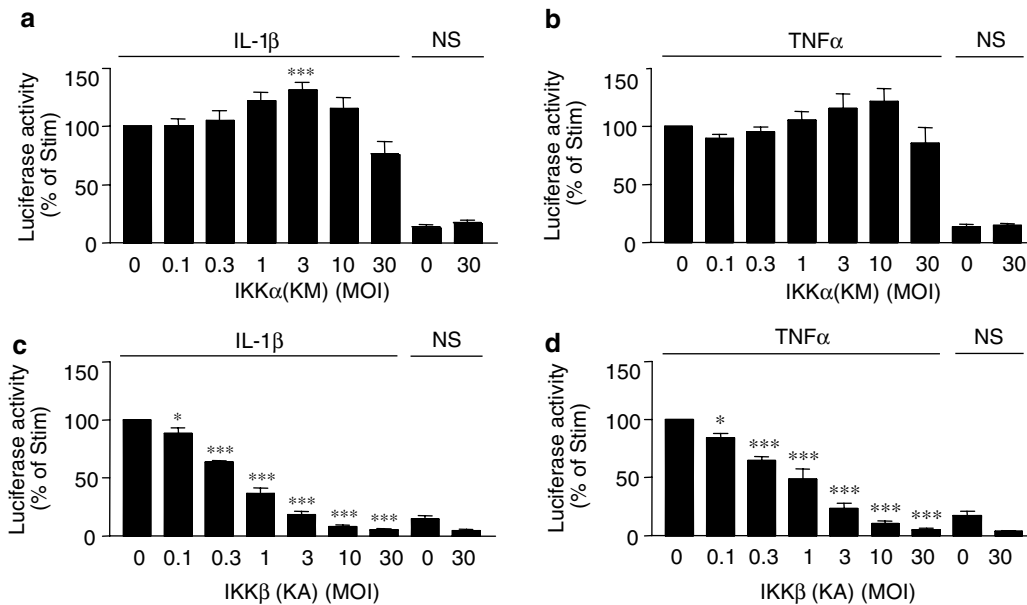 a
IL-1β NS
Luciferase activity
(% of Stim)
150
100
50
0
***
0 0.1 0.3 1 3 10 30 0 30
IKKα(KM) (MOI)
b
TNFα NS
Luciferase activity
(% of Stim)
150
100
50
0
0 0.1 0.3 1 3 10 30 0 30
IKKα(KM) (MOI)
c
IL-1β NS
Luciferase activity
(% of Stim)
150
100
50
0
* *** *** *** *** ***
0 0.1 0.3 1 3 10 30 0 30
IKKβ (KA) (MOI)
d
TNFα NS
Luciferase activity
(% of Stim)
150
100
50
0
* *** *** *** *** ***
0 0.1 0.3 1 3 10 30 0 30
IKKβ (KA) (MOI)